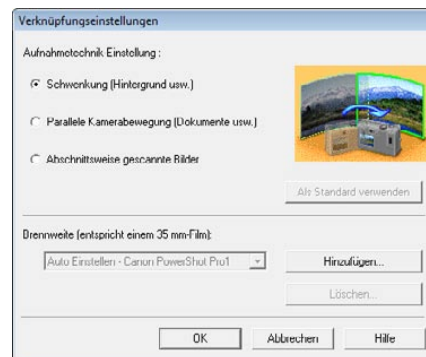 Verknüpfungseinstellungen
Aufnahmetechnik Einstellung :
Schwenkung (Hintergrund usw.)
Parallele Kamerabewegung (Dokumente usw.)
Abschnittsweise gescannte Bilder
Als Standard verwenden
Brennweite (entspricht einem 35 mm-Film):
Auto Einstellen - Canon PowerShot Pro1
Hinzufügen...
Löschen...
OK
Abbrechen
Hilfe